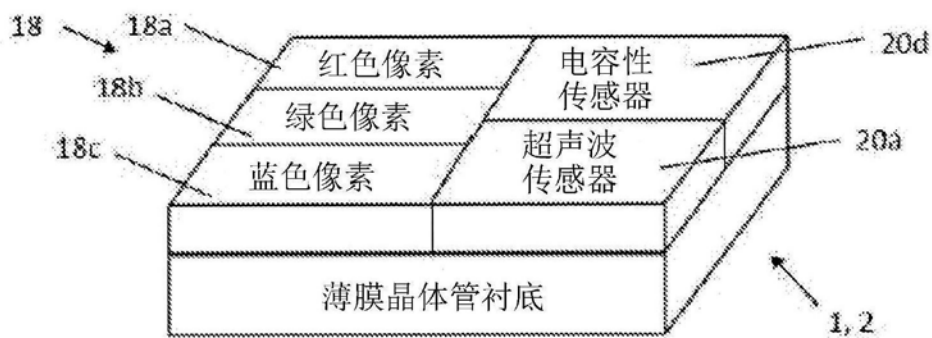 18
18a
18b
18c
红色像素
绿色像素
蓝色像素
电容性
传感器
超声波
传感器
20d
20a
薄膜晶体管衬底
1, 2